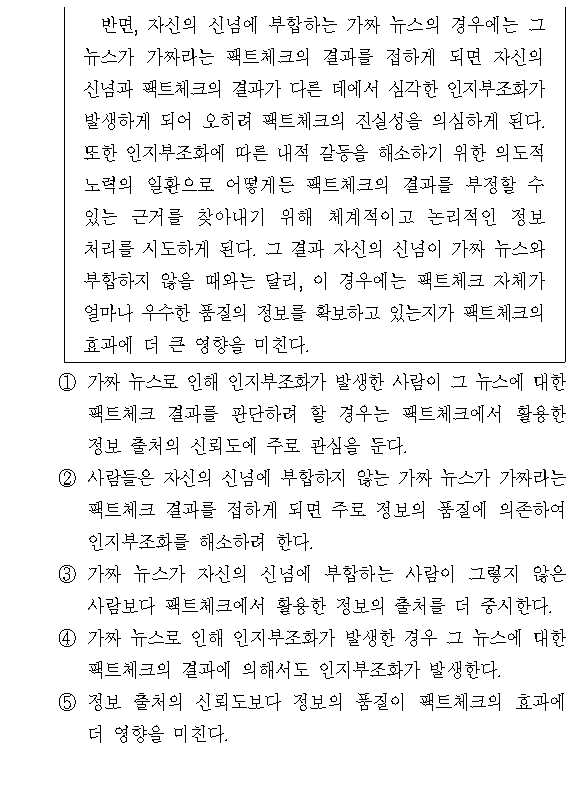 반면, 자신의 신념에 부합하는 가짜 뉴스의 경우에는 그
뉴스가 가짜라는 팩트체크의 결과를 접하게 되면 자신의
신념과 팩트체크의 결과가 다른 데에서 심각한 인지부조화가
발생하게 되어 오히려 팩트체크의 진실성을 의심하게 된다.
또한 인지부조화에 따른 내적 갈등을 해소하기 위한 의도적
노력의 일환으로 어떻게든 팩트체크의 결과를 부정할 수
있는 근거를 찾아내기 위해 체계적이고 논리적인 정보
처리를 시도하게 된다. 그 결과 자신의 신념이 가짜 뉴스와
부합하지 않을 때와는 달리, 이 경우에는 팩트체크 자체가
얼마나 우수한 품질의 정보를 확보하고 있는지가 팩트체크의
효과에 더 큰 영향을 미친다.
① 가짜 뉴스로 인해 인지부조화가 발생한 사람이 그 뉴스에 대한
팩트체크 결과를 판단하려 할 경우는 팩트체크에서 활용한
정보 출처의 신뢰도에 주로 관심을 둔다.
② 사람들은 자신의 신념에 부합하지 않는 가짜 뉴스가 가짜라는
팩트체크 결과를 접하게 되면 주로 정보의 품질에 의존하여
인지부조화를 해소하려 한다.
③ 가짜 뉴스가 자신의 신념에 부합하는 사람이 그렇지 않은
사람보다 팩트체크에서 활용한 정보의 출처를 더 중시한다.
④ 가짜 뉴스로 인해 인지부조화가 발생한 경우 그 뉴스에 대한
팩트체크의 결과에 의해서도 인지부조화가 발생한다.
⑤ 정보 출처의 신뢰도보다 정보의 품질이 팩트체크의 효과에
더 영향을 미친다.